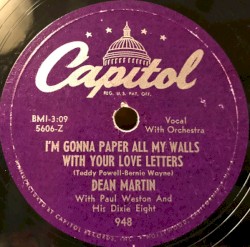 Capitol
REG. U.S. PAT. OFF.
BMI-3:09
5606-Z
Vocal
With Orchestra
I'M GONNA PAPER ALL MY WALLS
WITH YOUR LOVE LETTERS
(Teddy Powell-Bernie Wayne)
DEAN MARTIN
With Paul Weston And
His Dixie Eight
948